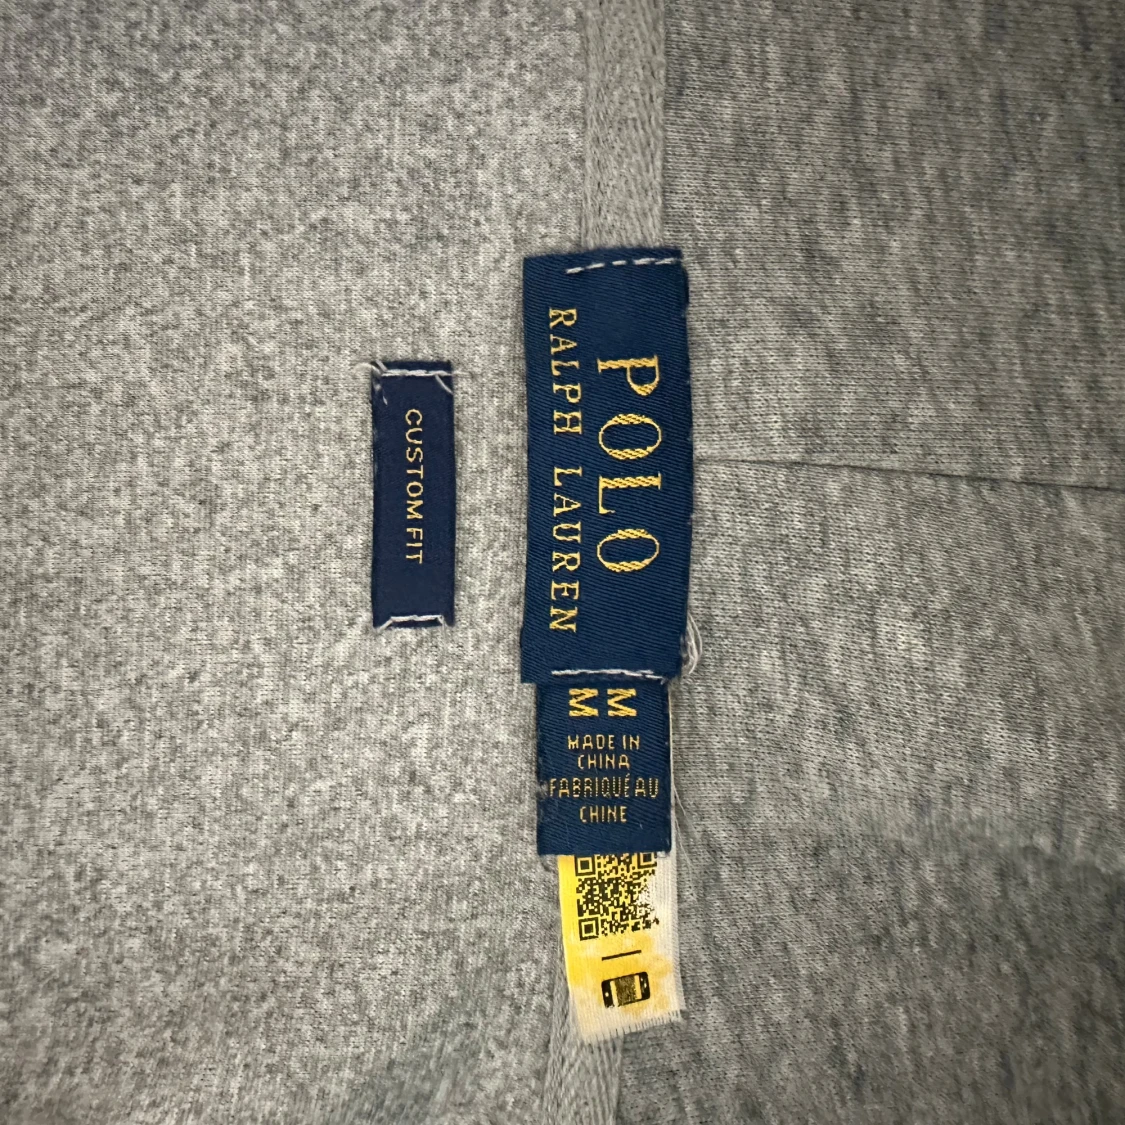 POLO
RALPH LAUREN
CUSTOM FIT
M M
MADE IN
CHINA
FABRIQUÉ AU
CHINE